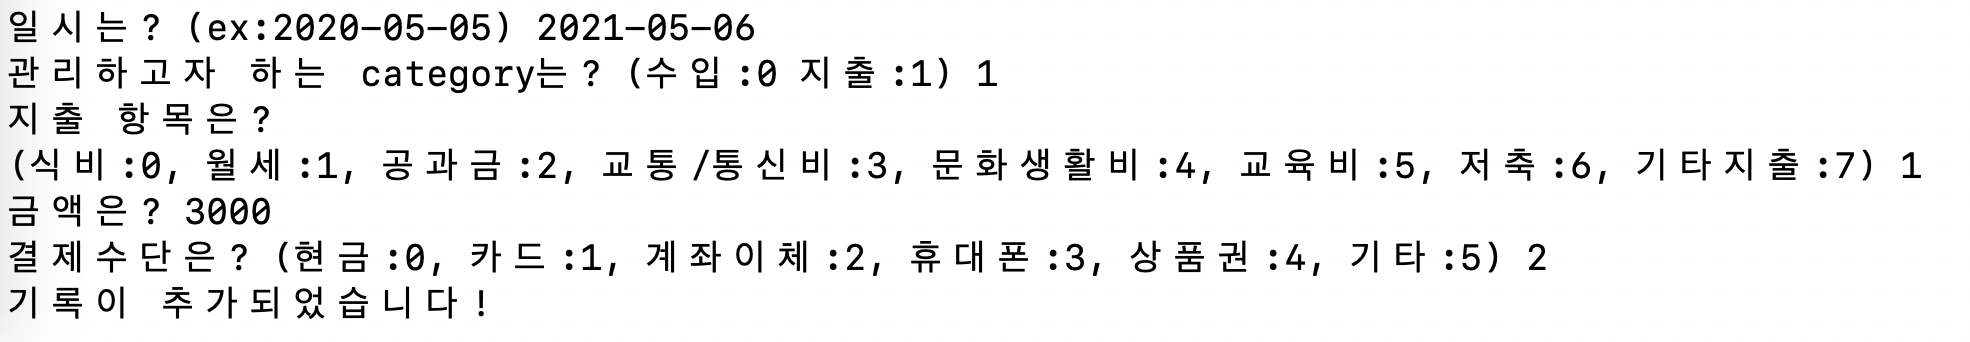 일시는? (ex:2020-05-05) 2021-05-06
관리하고자 하는 category는? (수입:0 지출:1) 1
지출 항목은?
(식비:0, 월세:1, 공과금:2, 교통/통신비:3, 문화생활비:4, 교육비:5, 저축:6, 기타지출:7) 1
금액은? 3000
결제수단은? (현금:0, 카드:1, 계좌이체:2, 휴대폰:3, 상품권:4, 기타:5) 2
기록이 추가되었습니다!